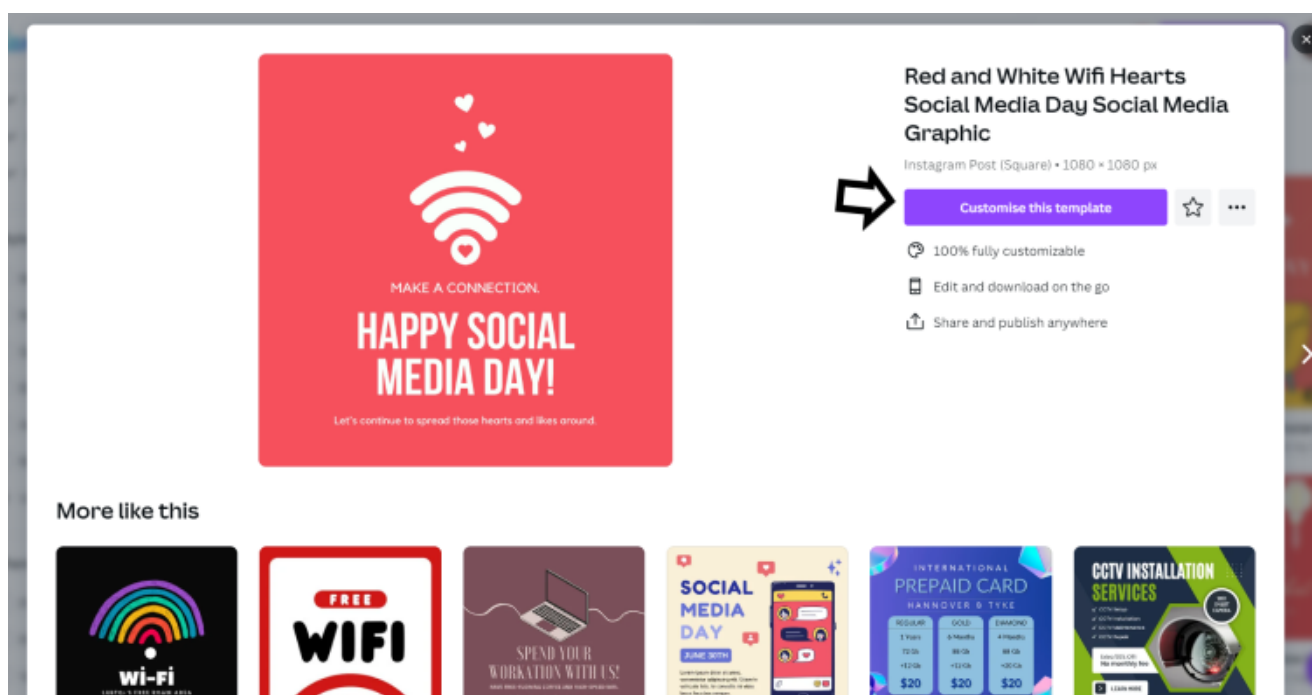 Red and White Wifi Hearts
Social Media Day Social Media
Graphic
Instagram Post (Square) • 1080 × 1080 px
Customise this template
100% fully customizable
Edit and download on the go
Share and publish anywhere
MAKE A CONNECTION.
HAPPY SOCIAL
MEDIA DAY!
Let's continue to spread those hearts and likes around.
More like this
Wi-Fi
FREE
WIFI
SPEND YOUR
WORKATION WITH US!
SOCIAL
MEDIA
DAY
JUNE 30TH
INTERNATIONAL
PREPAID CARD
HANNOVER & TYKE
REGULAR GOLD DIAMOND
$20 $20 $20
CCTV INSTALLATION
SERVICES
No monthly fee
LEARN MORE